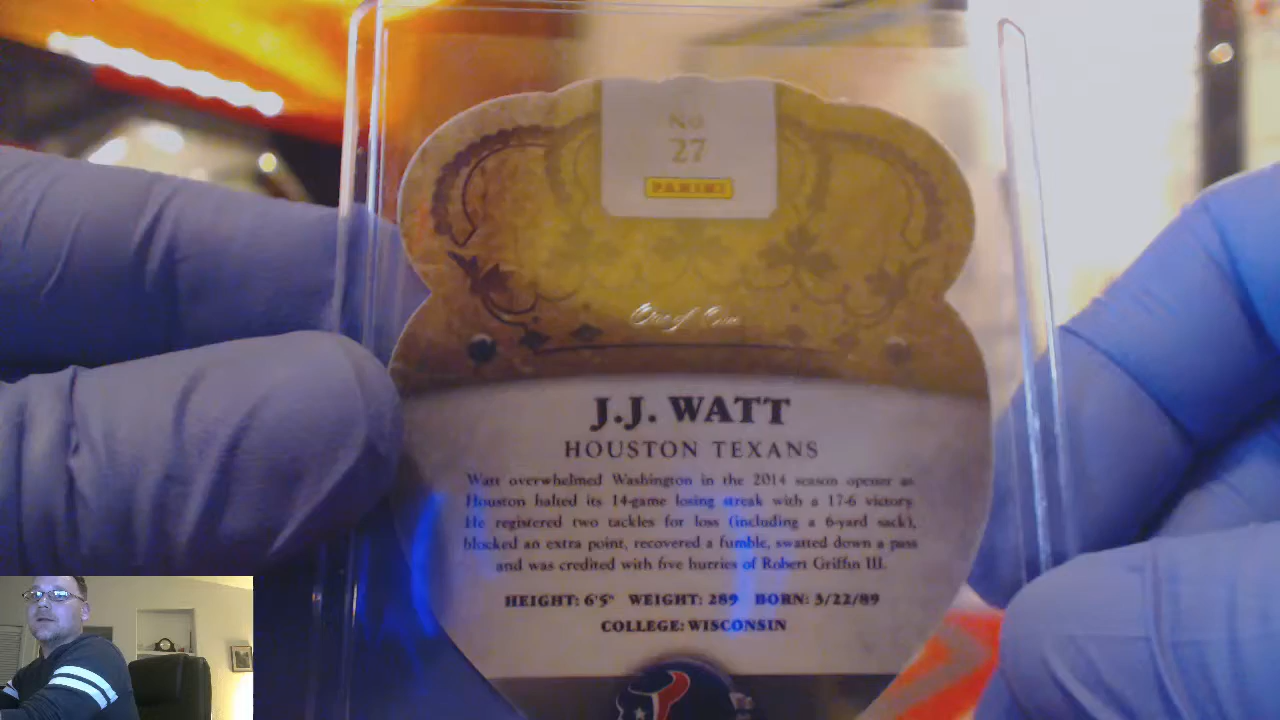 No
27
PANINI
One of One
J.J. WATT
HOUSTON TEXANS
Watt overwhelmed Washington in the 2014 season opener as
Houston halted its 14-game losing streak with a 17-6 victory.
He registered two tackles for loss (including a 6-yard sack),
blocked an extra point, recovered a fumble, swatted down a pass
and was credited with five hurries of Robert Griffin III.
HEIGHT: 6'5" WEIGHT: 289 BORN: 3/22/89
COLLEGE: WISCONSIN